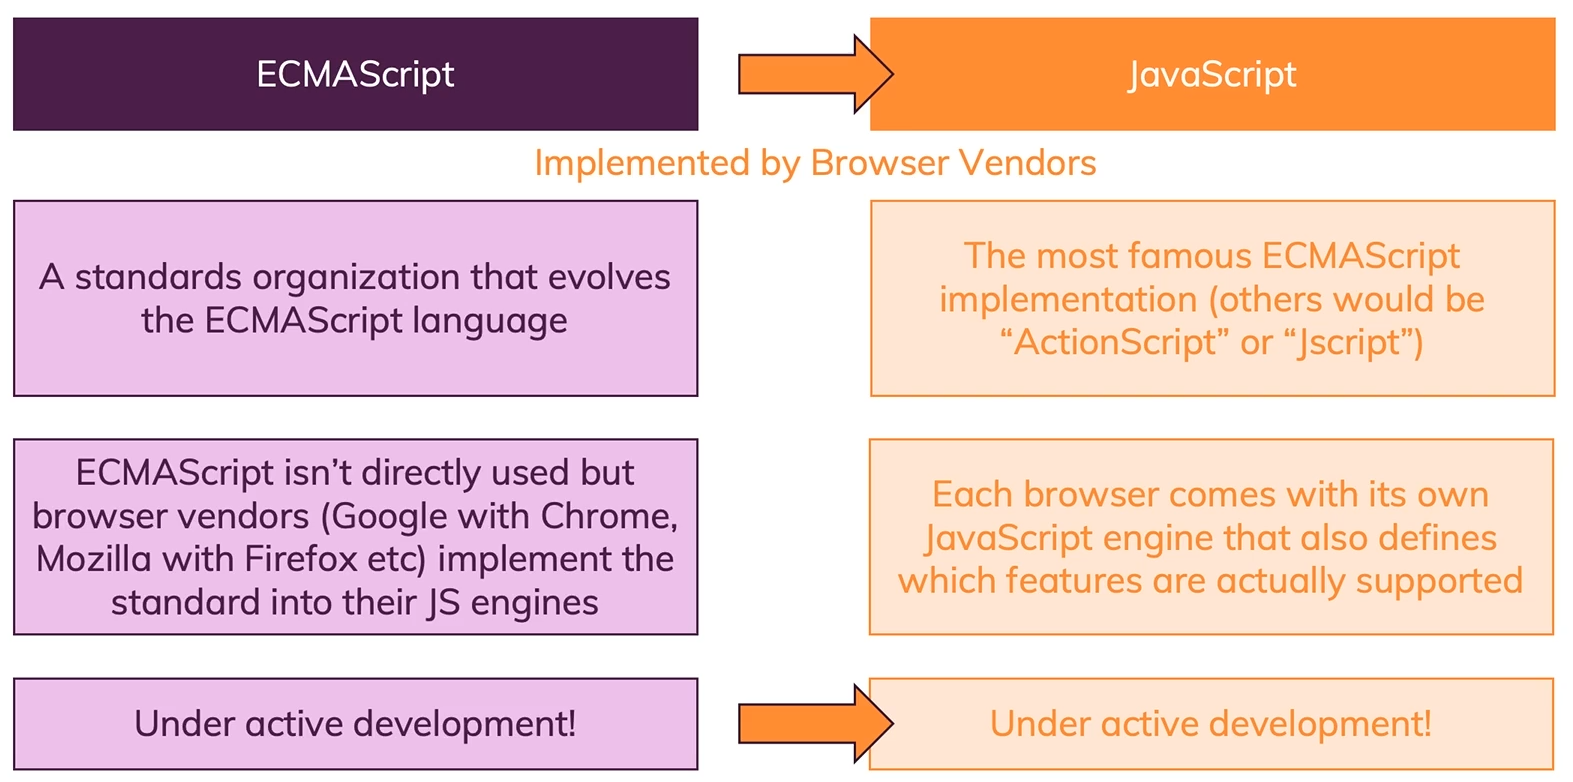 ECMAScript
JavaScript
Implemented by Browser Vendors
A standards organization that evolves
the ECMAScript language
The most famous ECMAScript
implementation (others would be
“ActionScript” or “Jscript”)
ECMAScript isn’t directly used but
browser vendors (Google with Chrome,
Mozilla with Firefox etc) implement the
standard into their JS engines
Each browser comes with its own
JavaScript engine that also defines
which features are actually supported
Under active development!
Under active development!